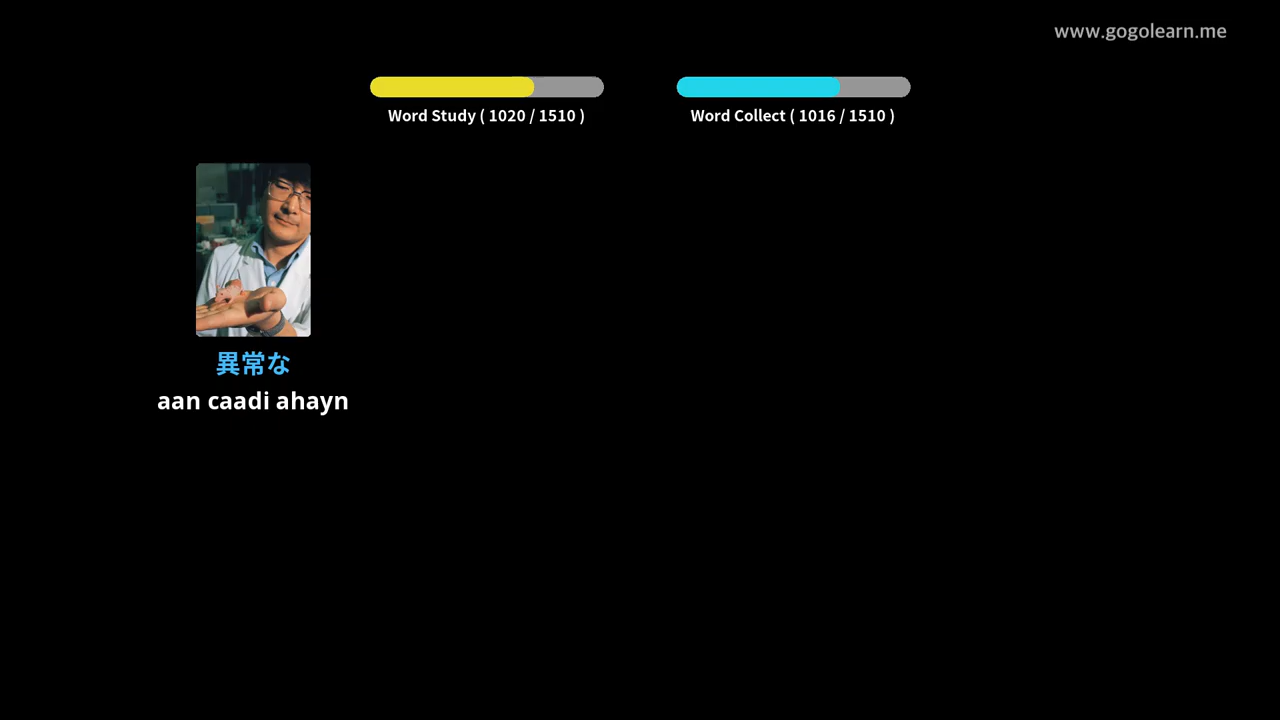 www.gogolearn.me
Word Study ( 1020 / 1510 )
Word Collect ( 1016 / 1510 )
異常な
aan caadi ahayn